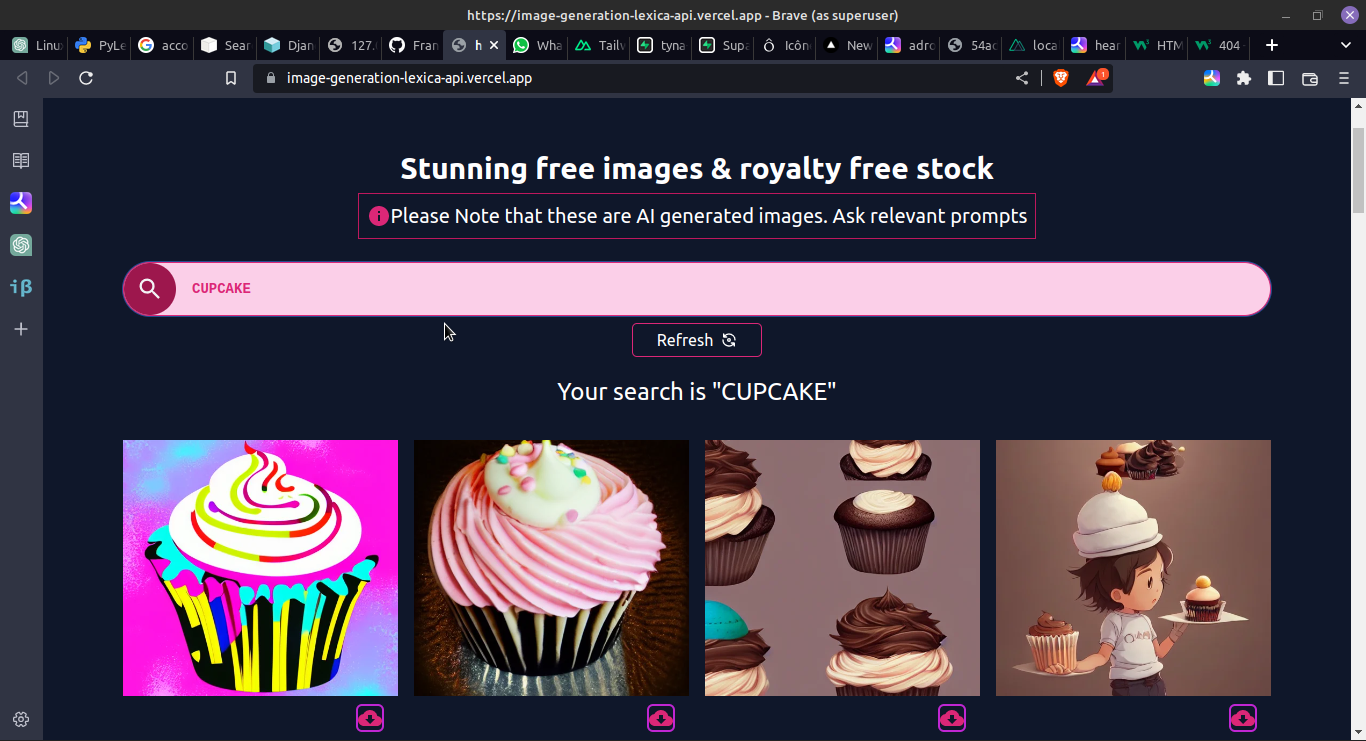 https://image-generation-lexica-api.vercel.app - Brave (as superuser)
Linux
PyLe
acco
Sear
Djan
127.
Fran
h
Wha
Tailv
tyna
Supa
Icôn
New
adro
54ac
loca
hear
HTM
404
image-generation-lexica-api.vercel.app
1
Stunning free images & royalty free stock
Please Note that these are AI generated images. Ask relevant prompts
CUPCAKE
Refresh
Your search is "CUPCAKE"